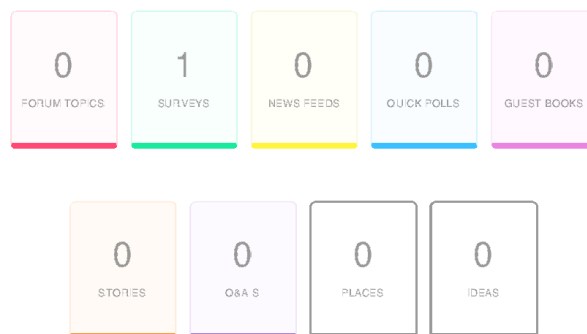 0 1 0 0 0
FORUM TOPICS SURVEYS NEWS FEEDS QUICK POLLS GUEST BOOKS
0 0 0 0
STORIES Q&A S PLACES IDEAS